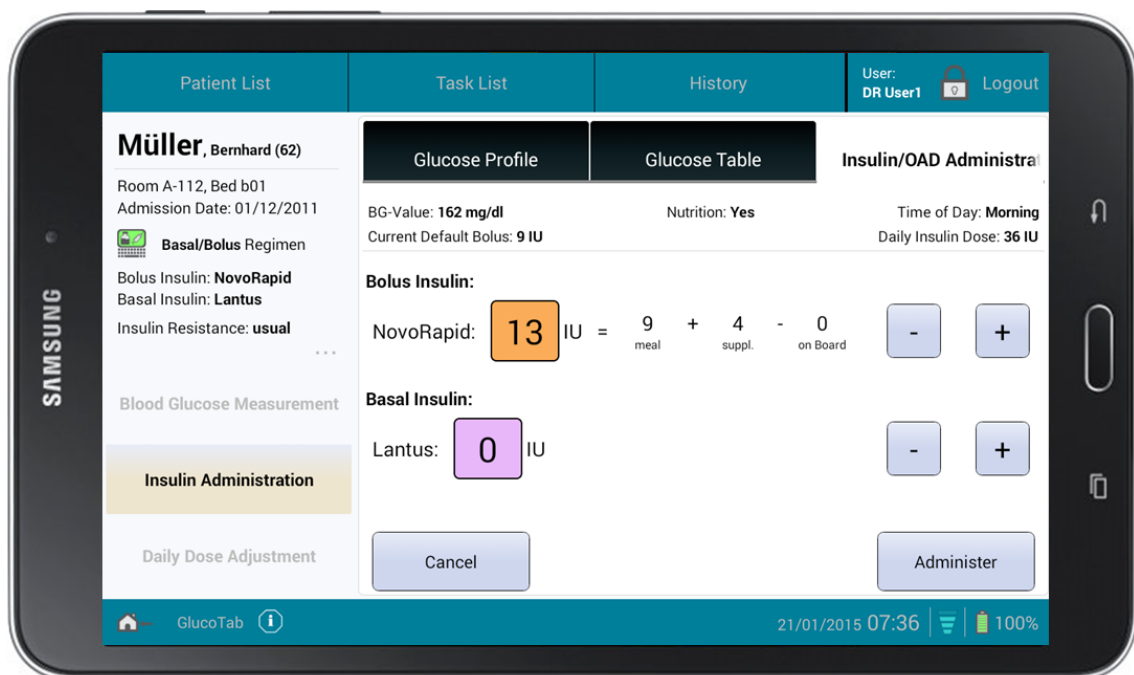 SAMSUNG
Patient List
Task List
History
User:
DR User1
Logout
Müller, Bernhard (62)
Room A-112, Bed b01
Admission Date: 01/12/2011
Basal/Bolus Regimen
Bolus Insulin: NovoRapid
Basal Insulin: Lantus
Insulin Resistance: usual
...
Blood Glucose Measurement
Insulin Administration
Daily Dose Adjustment
Glucose Profile
Glucose Table
Insulin/OAD Administrat
BG-Value: 162 mg/dl
Nutrition: Yes
Time of Day: Morning
Current Default Bolus: 9 IU
Daily Insulin Dose: 36 IU
Bolus Insulin:
NovoRapid: 13 IU = 9 + 4 - 0
meal suppl. on Board
- +
Basal Insulin:
Lantus: 0 IU
- +
Cancel
Administer
GlucoTab i
21/01/2015 07:36
100%